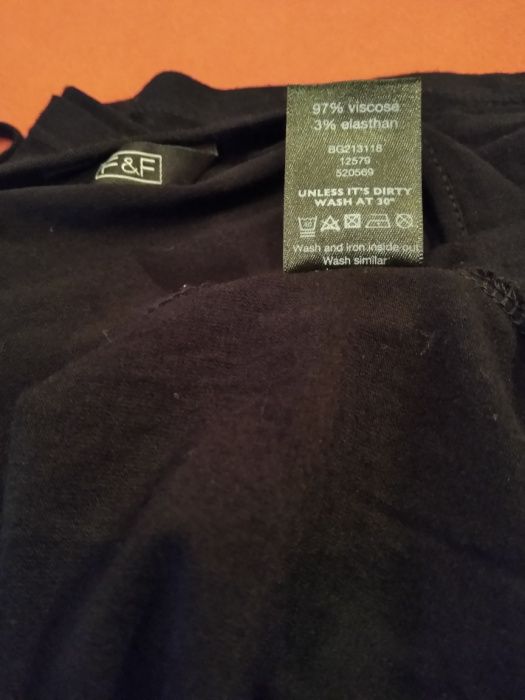 F&F
97% viscose
3% elasthan
BG213118
12579
520569
UNLESS IT'S DIRTY
WASH AT 30°
Wash and iron inside out
Wash similar